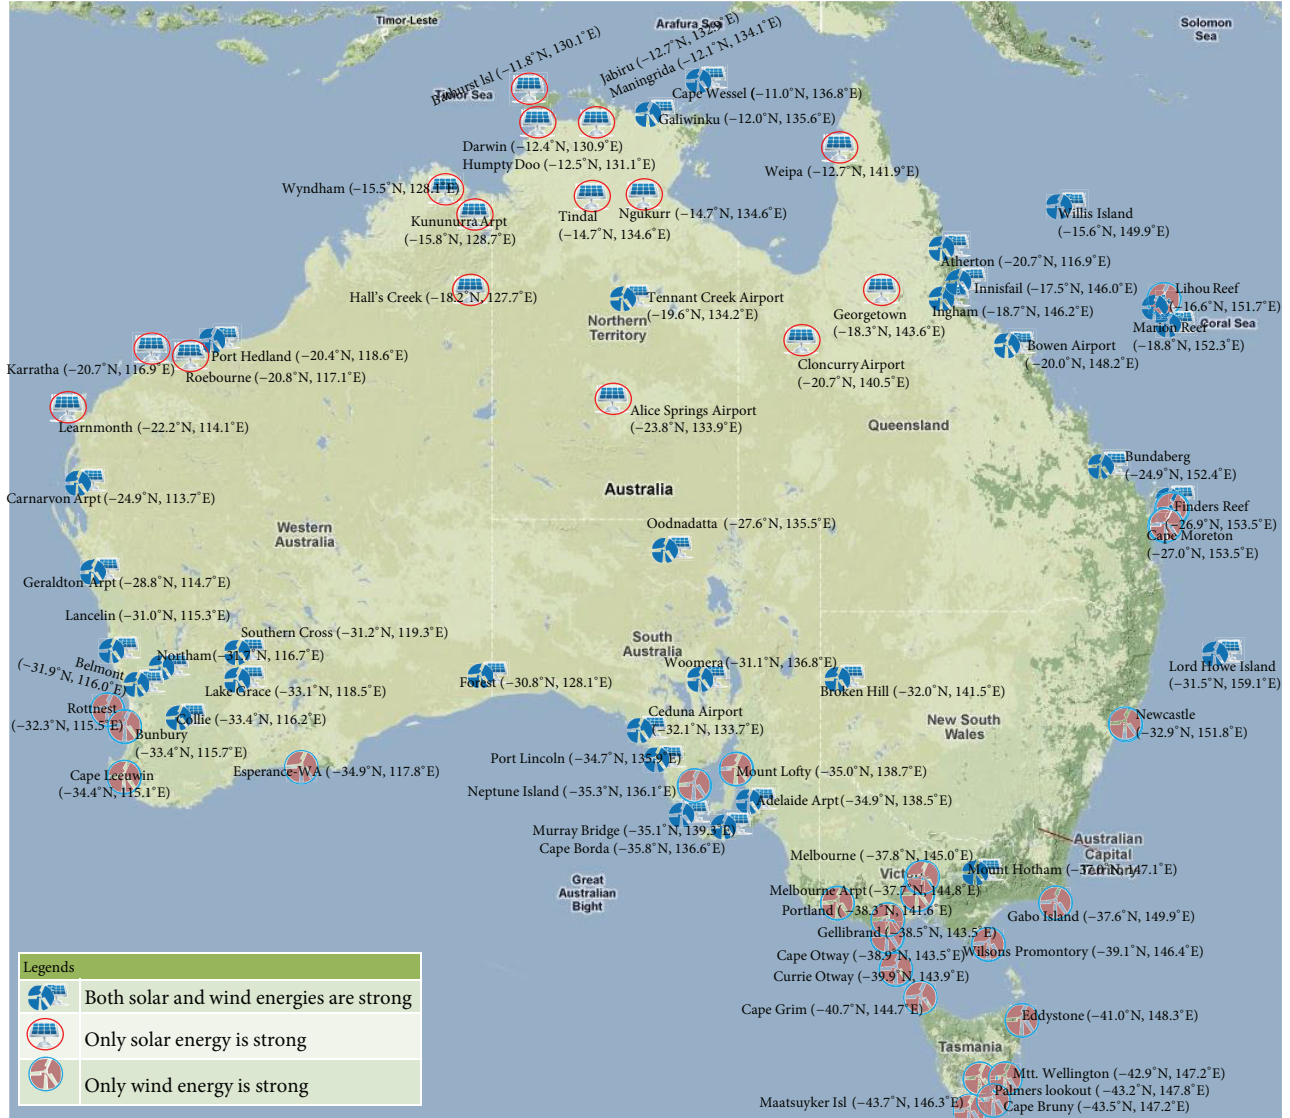 Timor-Leste
Arafura Sea
Solomon
Sea
Timor Sea
Bathurst Isl (−11.8°N, 130.1°E)
Jabiru (−12.7°N, 132.9°E)
Maningrida (−12.1°N, 134.1°E)
Cape Wessel (−11.0°N, 136.8°E)
Galiwinku (−12.0°N, 135.6°E)
Darwin (−12.4°N, 130.9°E)
Humpty Doo (−12.5°N, 131.1°E)
Weipa (−12.7°N, 141.9°E)
Wyndham (−15.5°N, 128.1°E)
Kununurra Arpt
(−15.8°N, 128.7°E)
Tindal
(−14.7°N, 134.6°E)
Ngukurr (−14.7°N, 134.6°E)
Willis Island
(−15.6°N, 149.9°E)
Atherton (−20.7°N, 116.9°E)
Innisfail (−17.5°N, 146.0°E)
Ingham (−18.7°N, 146.2°E)
Lihou Reef
(−16.6°N, 151.7°E)
Coral Sea
Marion Reef
(−18.8°N, 152.3°E)
Hall's Creek (−18.2°N, 127.7°E)
Tennant Creek Airport
(−19.6°N, 134.2°E)
Northern
Territory
Georgetown
(−18.3°N, 143.6°E)
Bowen Airport
(−20.0°N, 148.2°E)
Cloncurry Airport
(−20.7°N, 140.5°E)
Port Hedland (−20.4°N, 118.6°E)
Karratha (−20.7°N, 116.9°E)
Roebourne (−20.8°N, 117.1°E)
Learnmonth (−22.2°N, 114.1°E)
Alice Springs Airport
(−23.8°N, 133.9°E)
Queensland
Bundaberg
(−24.9°N, 152.4°E)
Carnarvon Arpt (−24.9°N, 113.7°E)
Australia
Finders Reef
(−26.9°N, 153.5°E)
Cape Moreton
(−27.0°N, 153.5°E)
Western
Australia
Oodnadatta (−27.6°N, 135.5°E)
Geraldton Arpt (−28.8°N, 114.7°E)
Lancelin (−31.0°N, 115.3°E)
Southern Cross (−31.2°N, 119.3°E)
Northam (−31.7°N, 116.7°E)
Belmont
(−31.9°N, 116.0°E)
Lake Grace (−33.1°N, 118.5°E)
Forest (−30.8°N, 128.1°E)
South
Australia
Woomera (−31.1°N, 136.8°E)
Broken Hill (−32.0°N, 141.5°E)
Lord Howe Island
(−31.5°N, 159.1°E)
Rottnest
(−32.3°N, 115.5°E)
Collie (−33.4°N, 116.2°E)
Bunbury
(−33.4°N, 115.7°E)
Ceduna Airport
(−32.1°N, 133.7°E)
New South
Wales
Newcastle
(−32.9°N, 151.8°E)
Cape Leeuwin
(−34.4°N, 115.1°E)
Esperance-WA (−34.9°N, 117.8°E)
Port Lincoln (−34.7°N, 135.9°E)
Mount Lofty (−35.0°N, 138.7°E)
Neptune Island (−35.3°N, 136.1°E)
Adelaide Arpt (−34.9°N, 138.5°E)
Murray Bridge (−35.1°N, 139.3°E)
Cape Borda (−35.8°N, 136.6°E)
Australian
Capital
Territory
Melbourne (−37.8°N, 145.0°E)
Mount Hotham (−37.0°N, 147.1°E)
Great
Australian
Bight
Melbourne Arpt (−37.7°N, 144.8°E)
Portland (−38.3°N, 141.6°E)
Gabo Island (−37.6°N, 149.9°E)
Gellibrand (−38.5°N, 143.5°E)
Cape Otway (−38.9°N, 143.5°E)
Wilsons Promontory (−39.1°N, 146.4°E)
Currie Otway (−39.9°N, 143.9°E)
Cape Grim (−40.7°N, 144.7°E)
Eddystone (−41.0°N, 148.3°E)
Tasmania
Mtt. Wellington (−42.9°N, 147.2°E)
Palmers lookout (−43.2°N, 147.8°E)
Maatsuyker Isl (−43.7°N, 146.3°E)
Cape Bruny (−43.5°N, 147.2°E)
Legends
Both solar and wind energies are strong
Only solar energy is strong
Only wind energy is strong